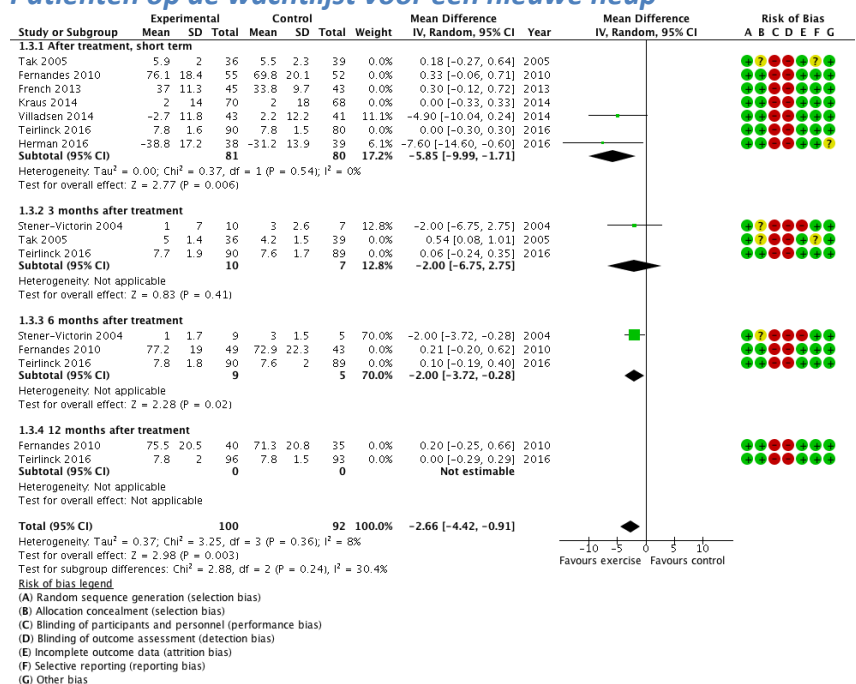 Patiënten op de wachtlijst voor een nieuwe heup
Experimental Control Mean Difference Mean Difference Risk of Bias
Study or Subgroup Mean SD Total Mean SD Total Weight IV, Random, 95% CI Year IV, Random, 95% CI A B C D E F G
1.3.1 After treatment, short term
Tak 2005 5.9 2 36 5.5 2.3 39 0.0% 0.18 [-0.27, 0.64] 2005 + ? - - + ? +
Fernandes 2010 76.1 18.4 55 69.8 20.1 52 0.0% 0.33 [-0.06, 0.71] 2010 + + - - + + +
French 2013 37 11.3 45 33.8 9.7 43 0.0% 0.30 [-0.12, 0.72] 2013 + + - - + + +
Kraus 2014 2 14 70 2 18 68 0.0% 0.00 [-0.33, 0.33] 2014 + + - - + + +
Villadsen 2014 -2.7 11.8 43 2.2 12.2 41 11.1% -4.90 [-10.04, 0.24] 2014 + + - - + + +
Teirlinck 2016 7.8 1.6 90 7.8 1.5 80 0.0% 0.00 [-0.30, 0.30] 2016 + + - - + + +
Herman 2016 -38.8 17.2 38 -31.2 13.9 39 6.1% -7.60 [-14.60, -0.60] 2016 + + - - + + ?
Subtotal (95% CI) 81 80 17.2% -5.85 [-9.99, -1.71]
Heterogeneity: Tau² = 0.00; Chi² = 0.37, df = 1 (P = 0.54); I² = 0%
Test for overall effect: Z = 2.77 (P = 0.006)
1.3.2 3 months after treatment
Stener-Victorin 2004 1 7 10 3 2.6 7 12.8% -2.00 [-6.75, 2.75] 2004 + ? - - - + +
Tak 2005 5 1.4 36 4.2 1.5 39 0.0% 0.54 [0.08, 1.01] 2005 + ? - - + ? +
Teirlinck 2016 7.7 1.9 90 7.6 1.7 89 0.0% 0.06 [-0.24, 0.35] 2016 + + - - + + +
Subtotal (95% CI) 10 7 12.8% -2.00 [-6.75, 2.75]
Heterogeneity: Not applicable
Test for overall effect: Z = 0.83 (P = 0.41)
1.3.3 6 months after treatment
Stener-Victorin 2004 1 1.7 9 3 1.5 5 70.0% -2.00 [-3.72, -0.28] 2004 + ? - - - + +
Fernandes 2010 77.2 19 49 72.9 22.3 43 0.0% 0.21 [-0.20, 0.62] 2010 + + - - + + +
Teirlinck 2016 7.8 1.8 90 7.6 2 89 0.0% 0.10 [-0.19, 0.40] 2016 + + - - + + +
Subtotal (95% CI) 9 5 70.0% -2.00 [-3.72, -0.28]
Heterogeneity: Not applicable
Test for overall effect: Z = 2.28 (P = 0.02)
1.3.4 12 months after treatment
Fernandes 2010 75.5 20.5 40 71.3 20.8 35 0.0% 0.20 [-0.25, 0.66] 2010 + + - - + + +
Teirlinck 2016 7.8 2 96 7.8 1.5 93 0.0% 0.00 [-0.29, 0.29] 2016 + + - - + + +
Subtotal (95% CI) 0 0 Not estimable
Heterogeneity: Not applicable
Test for overall effect: Not applicable
Total (95% CI) 100 92 100.0% -2.66 [-4.42, -0.91]
Heterogeneity: Tau² = 0.37; Chi² = 3.25, df = 3 (P = 0.36); I² = 8%
Test for overall effect: Z = 2.98 (P = 0.003)
Test for subgroup differences: Chi² = 2.88, df = 2 (P = 0.24), I² = 30.4%
-10 -5 0 5 10
Favours exercise Favours control
Risk of bias legend
(A) Random sequence generation (selection bias)
(B) Allocation concealment (selection bias)
(C) Blinding of participants and personnel (performance bias)
(D) Blinding of outcome assessment (detection bias)
(E) Incomplete outcome data (attrition bias)
(F) Selective reporting (reporting bias)
(G) Other bias